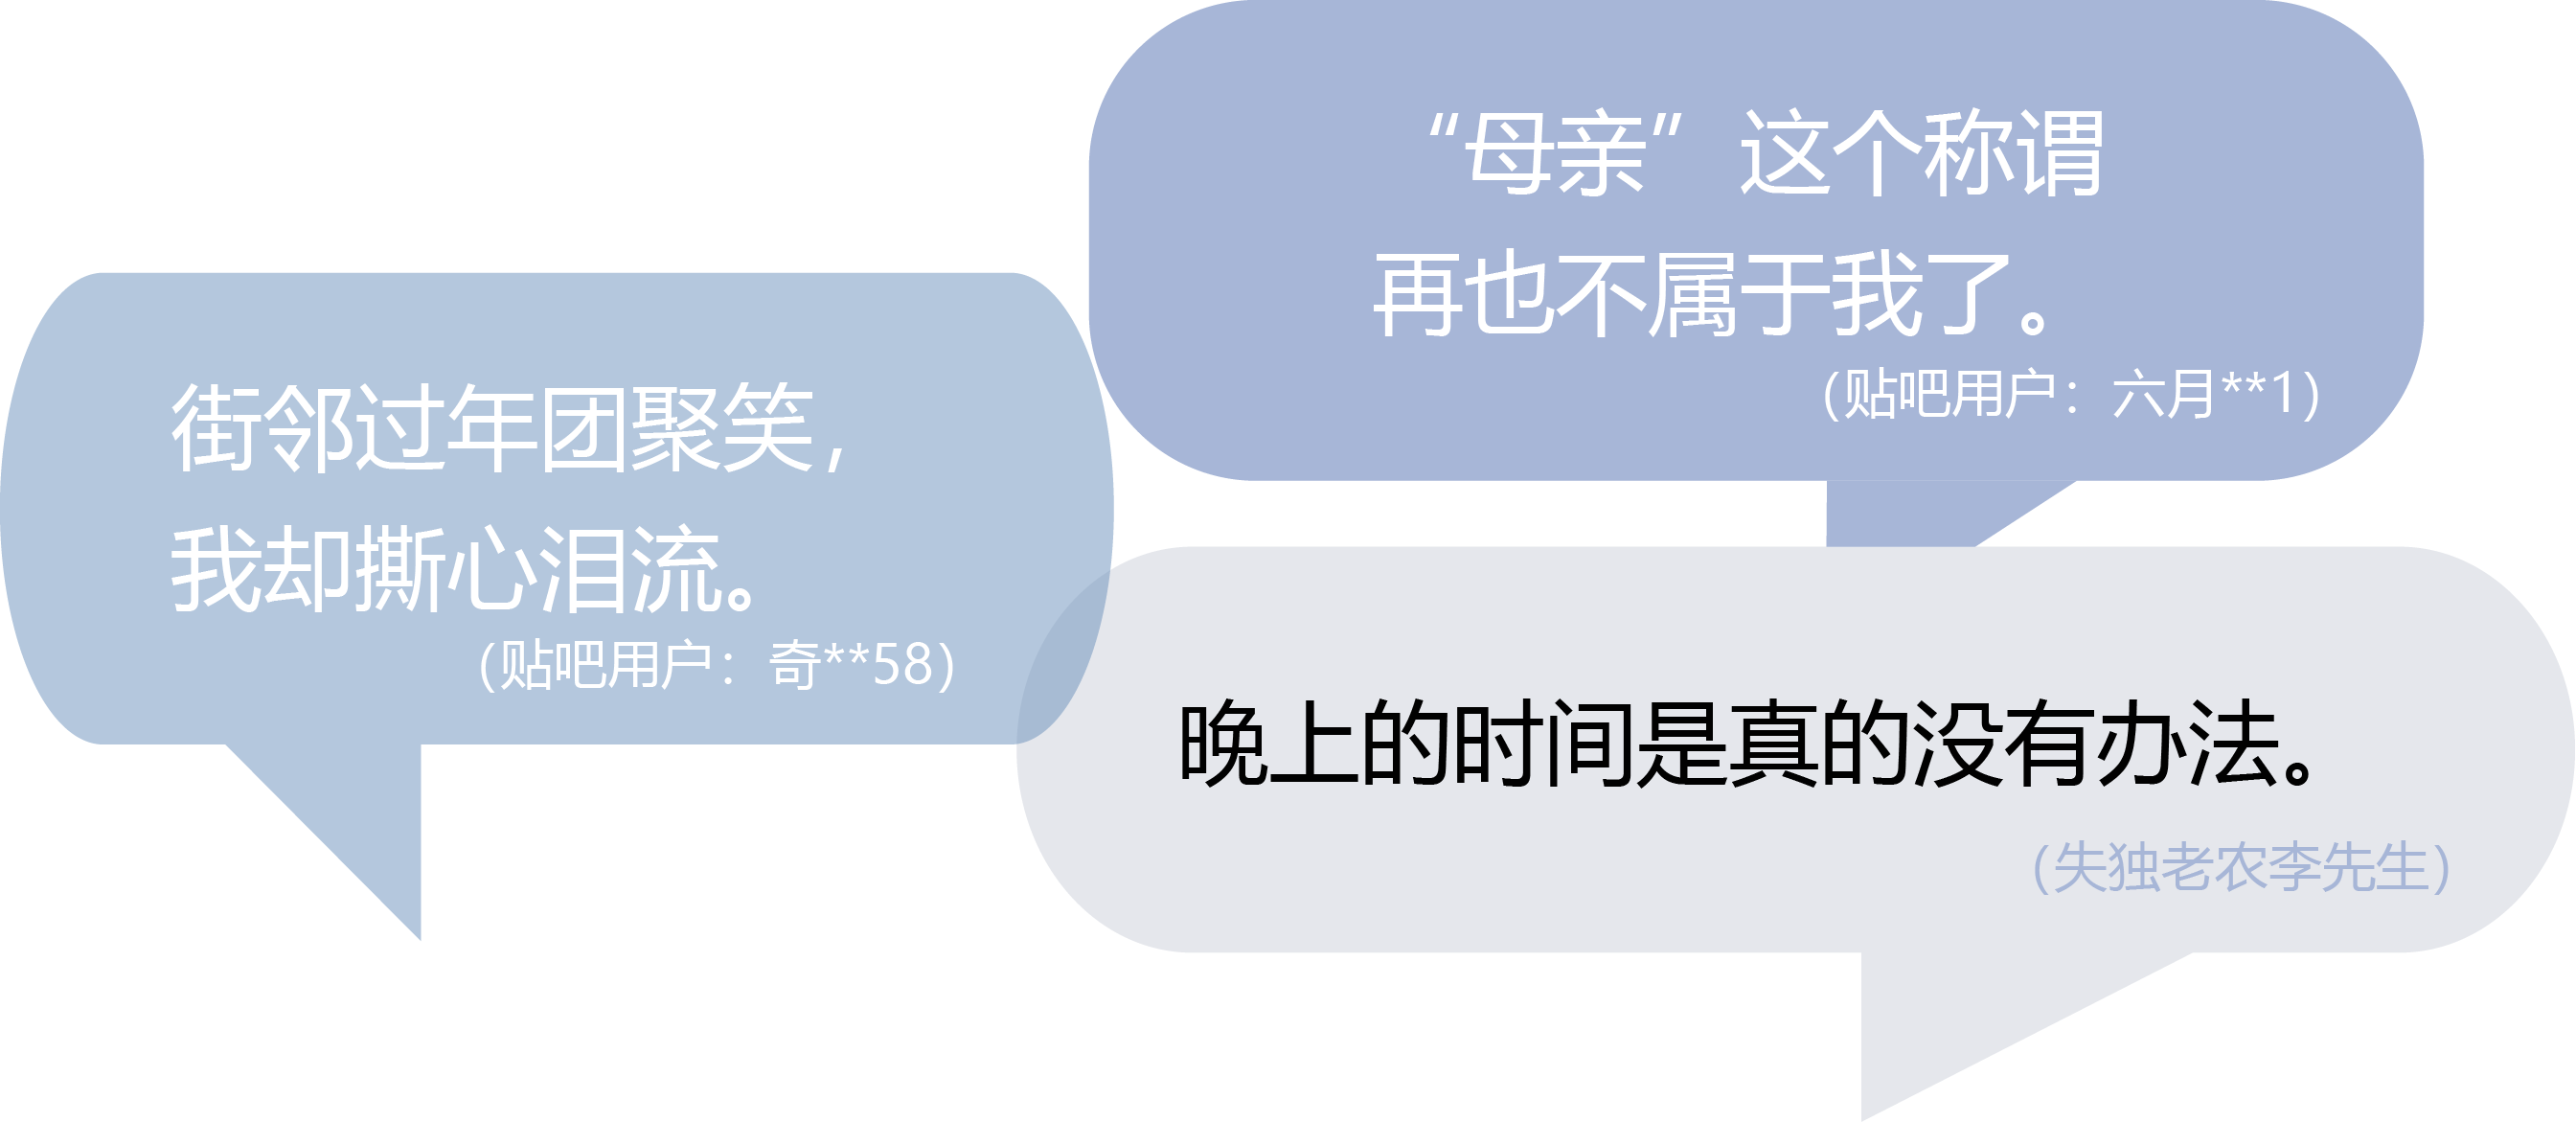 “母亲”这个称谓
再也不属于我了。
(贴吧用户：六月**1)
街邻过年团聚笑，
我却撕心泪流。
(贴吧用户：奇**58)
晚上的时间是真的没有办法。
(失独老农李先生)